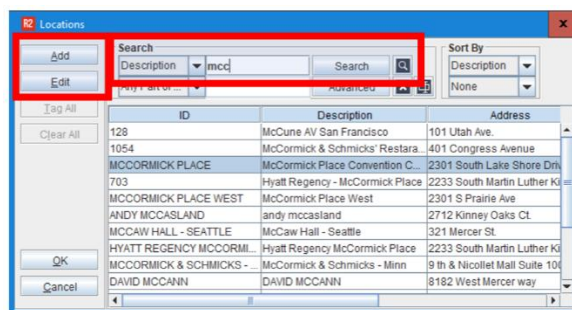 R2 Locations x
Add
Edit
Tag All
Clear All
OK
Cancel
Search
Description mcc Search
Any Part of ... Advanced
Sort By
Description
None
ID Description Address
128 McCune AV San Francisco 101 Utah Ave.
1054 McCormick & Schmicks' Restara... 401 Congress Avenue
MCCORMICK PLACE McCormick Place Convention C... 2301 South Lake Shore Driv
703 Hyatt Regency - McCormick Place 2233 South Martin Luther Ki
MCCORMICK PLACE WEST McCormick Place West 2301 S Prairie Ave
ANDY MCCASLAND andy mccasland 2712 Kinney Oaks Ct.
MCCAW HALL - SEATTLE McCaw Hall - Seattle 321 Mercer St.
HYATT REGENCY MCCORMI... Hyatt Regency McCormick Place 2233 South Martin Luther Ki
MCCORMICK & SCHMICKS - ... McCormick & Schmicks - Minn 9 th & Nicollet Mall Suite 100
DAVID MCCANN DAVID MCCANN 8182 West Mercer way